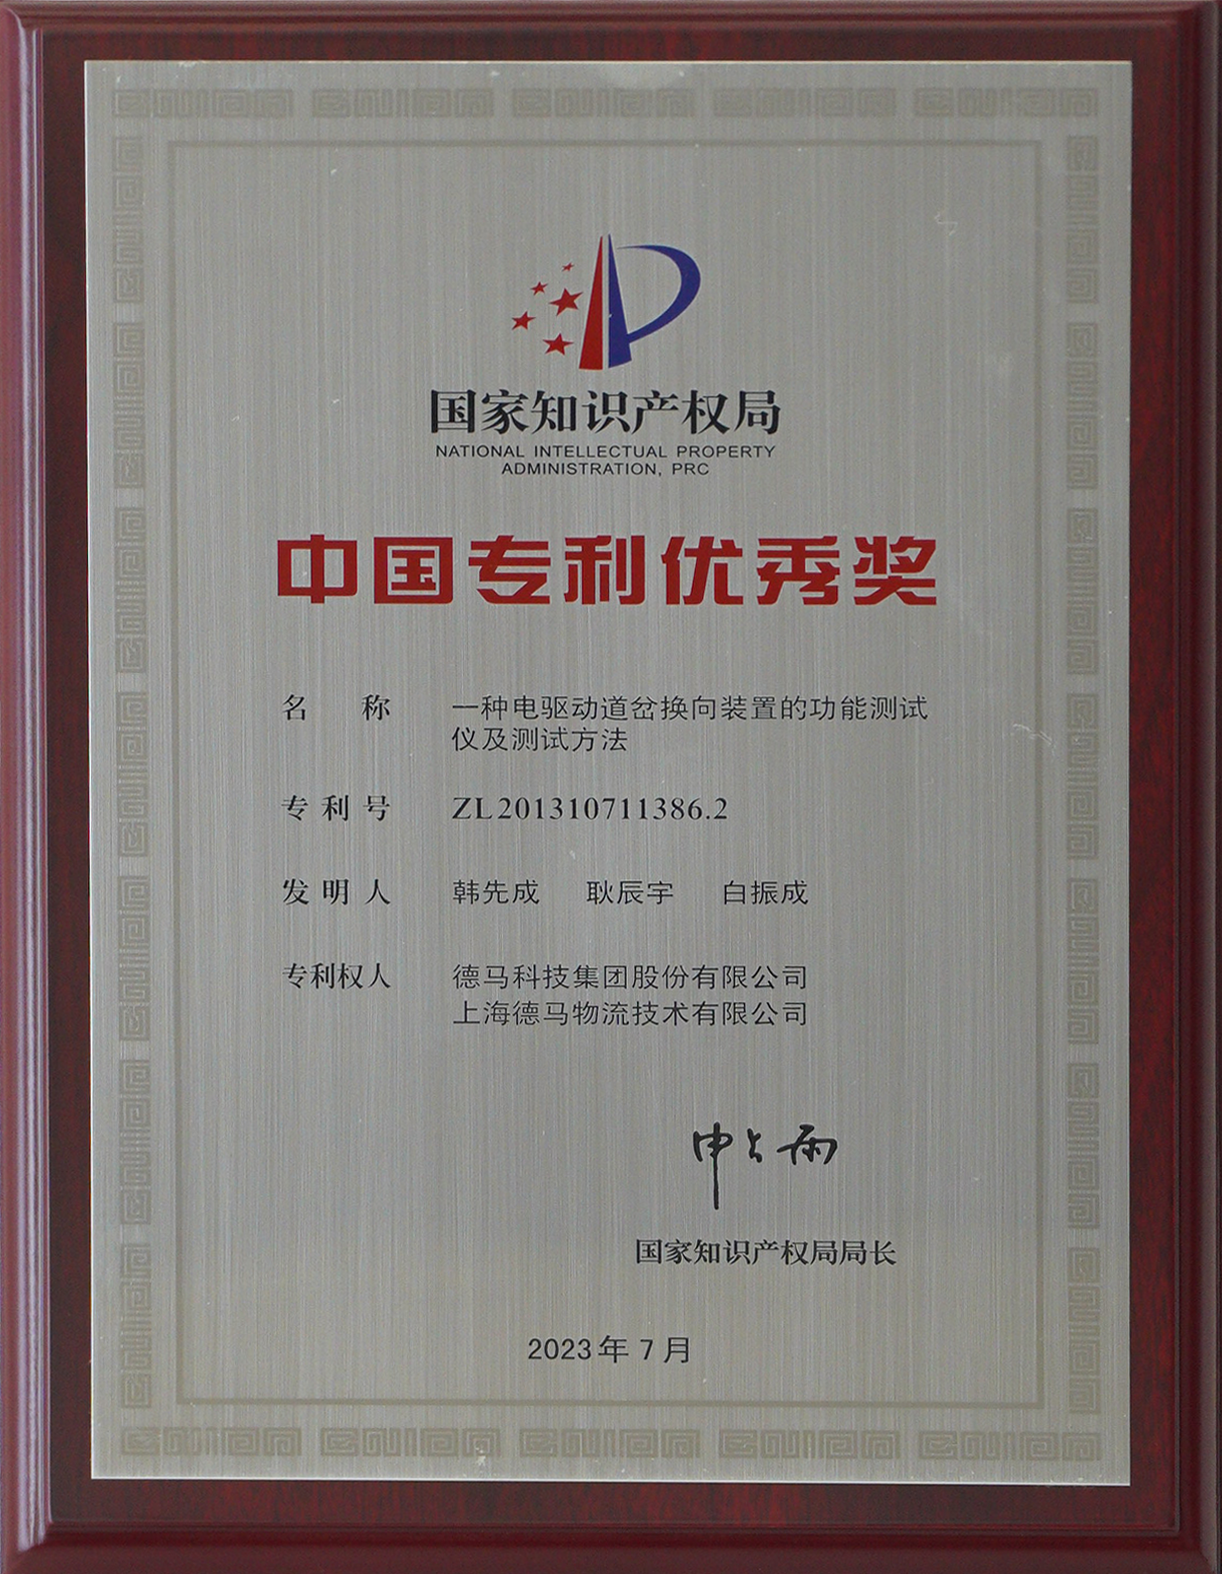 国家知识产权局
NATIONAL INTELLECTUAL PROPERTY
ADMINISTRATION, PRC
中国专利优秀奖
名 称 一种电驱动道岔换向装置的功能测试
仪及测试方法
专利号 ZL201310711386.2
发明人 韩先成 耿辰宇 白振成
专利权人 德马科技集团股份有限公司
上海德马物流技术有限公司
申长雨
国家知识产权局局长
2023年7月